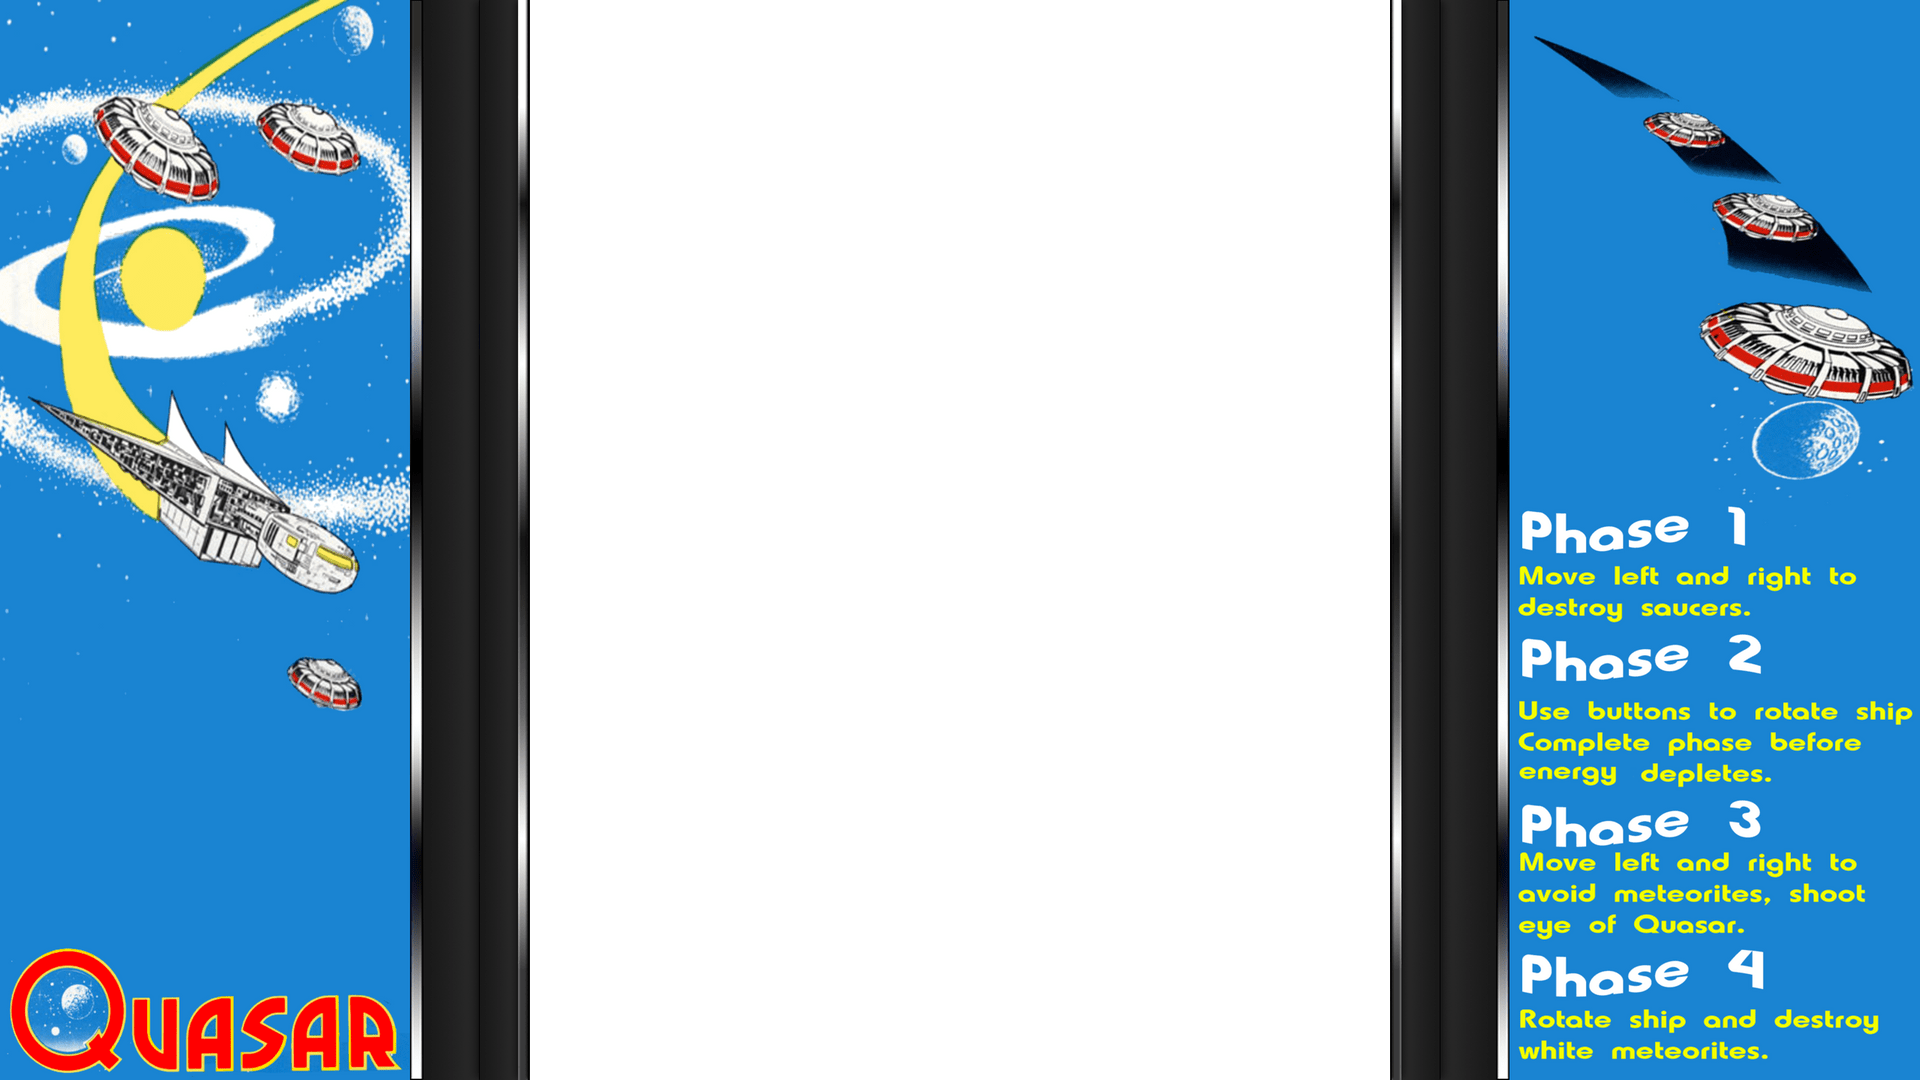 QUASAR
Phase 1
Move left and right to
destroy saucers.
Phase 2
Use buttons to rotate ship
Complete phase before
energy depletes.
Phase 3
Move left and right to
avoid meteorites, shoot
eye of Quasar.
Phase 4
Rotate ship and destroy
white meteorites.